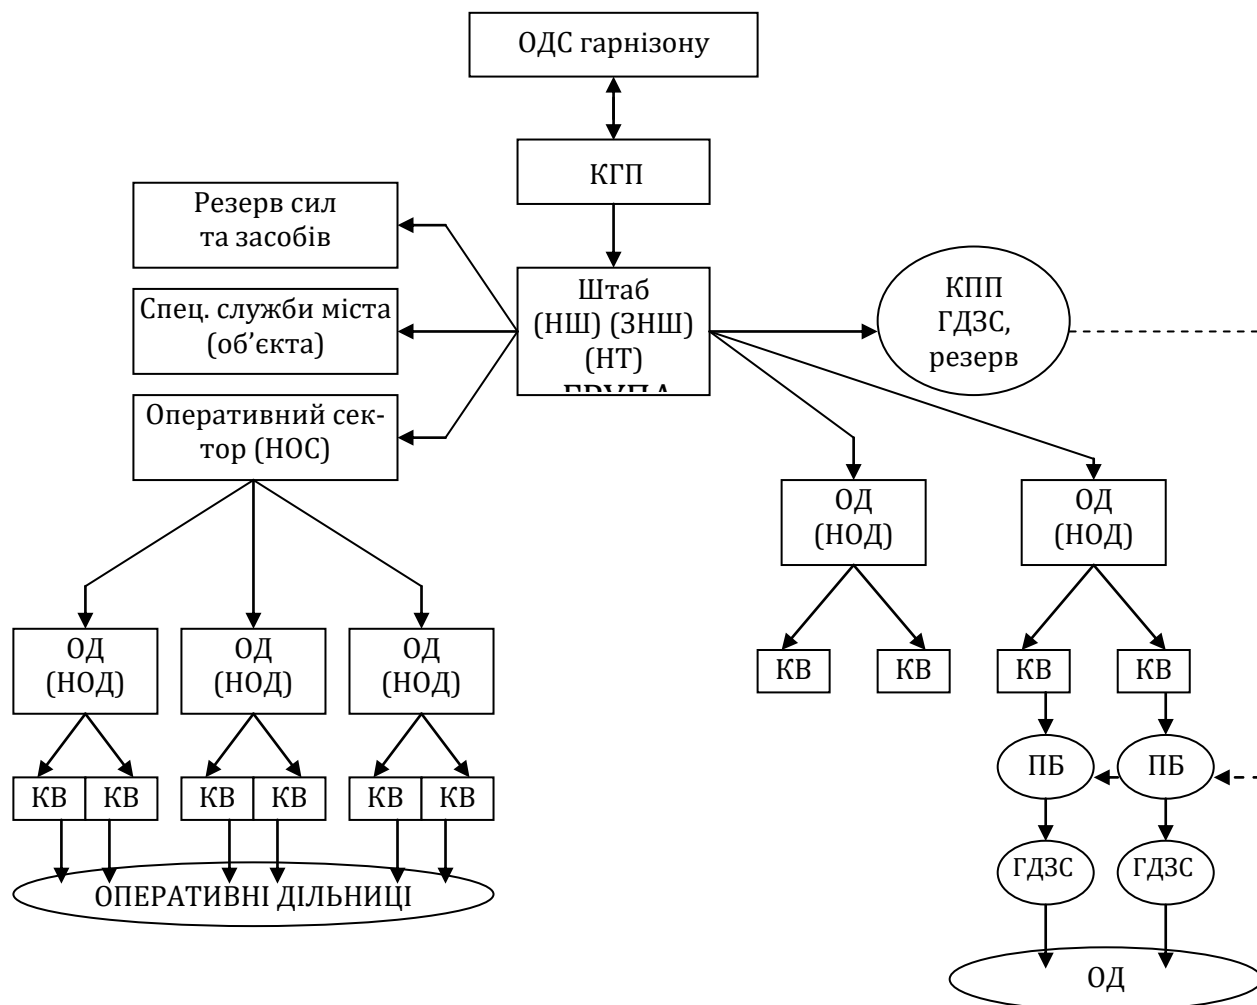 ОДС гарнізону
КГП
Резерв сил
та засобів
Спец. служби міста
(об’єкта)
Оперативний сек-
тор (НОС)
Штаб
(НШ) (ЗНШ)
(НТ)
ГРУПА
КПП
ГДЗС,
резерв
ОД
(НОД)
ОД
(НОД)
ОД
(НОД)
ОД
(НОД)
ОД
(НОД)
КВ
КВ
КВ
КВ
ПБ
ПБ
КВ
КВ
КВ
КВ
КВ
КВ
ГДЗС
ГДЗС
ОПЕРАТИВНІ ДІЛЬНИЦІ
ОД